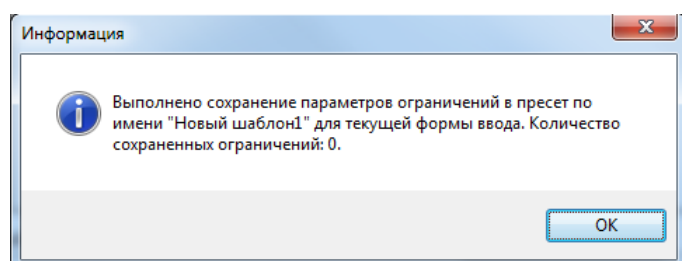 Информация
Выполнено сохранение параметров ограничений в пресет по
имени "Новый шаблон1" для текущей формы ввода. Количество
сохраненных ограничений: 0.
OK